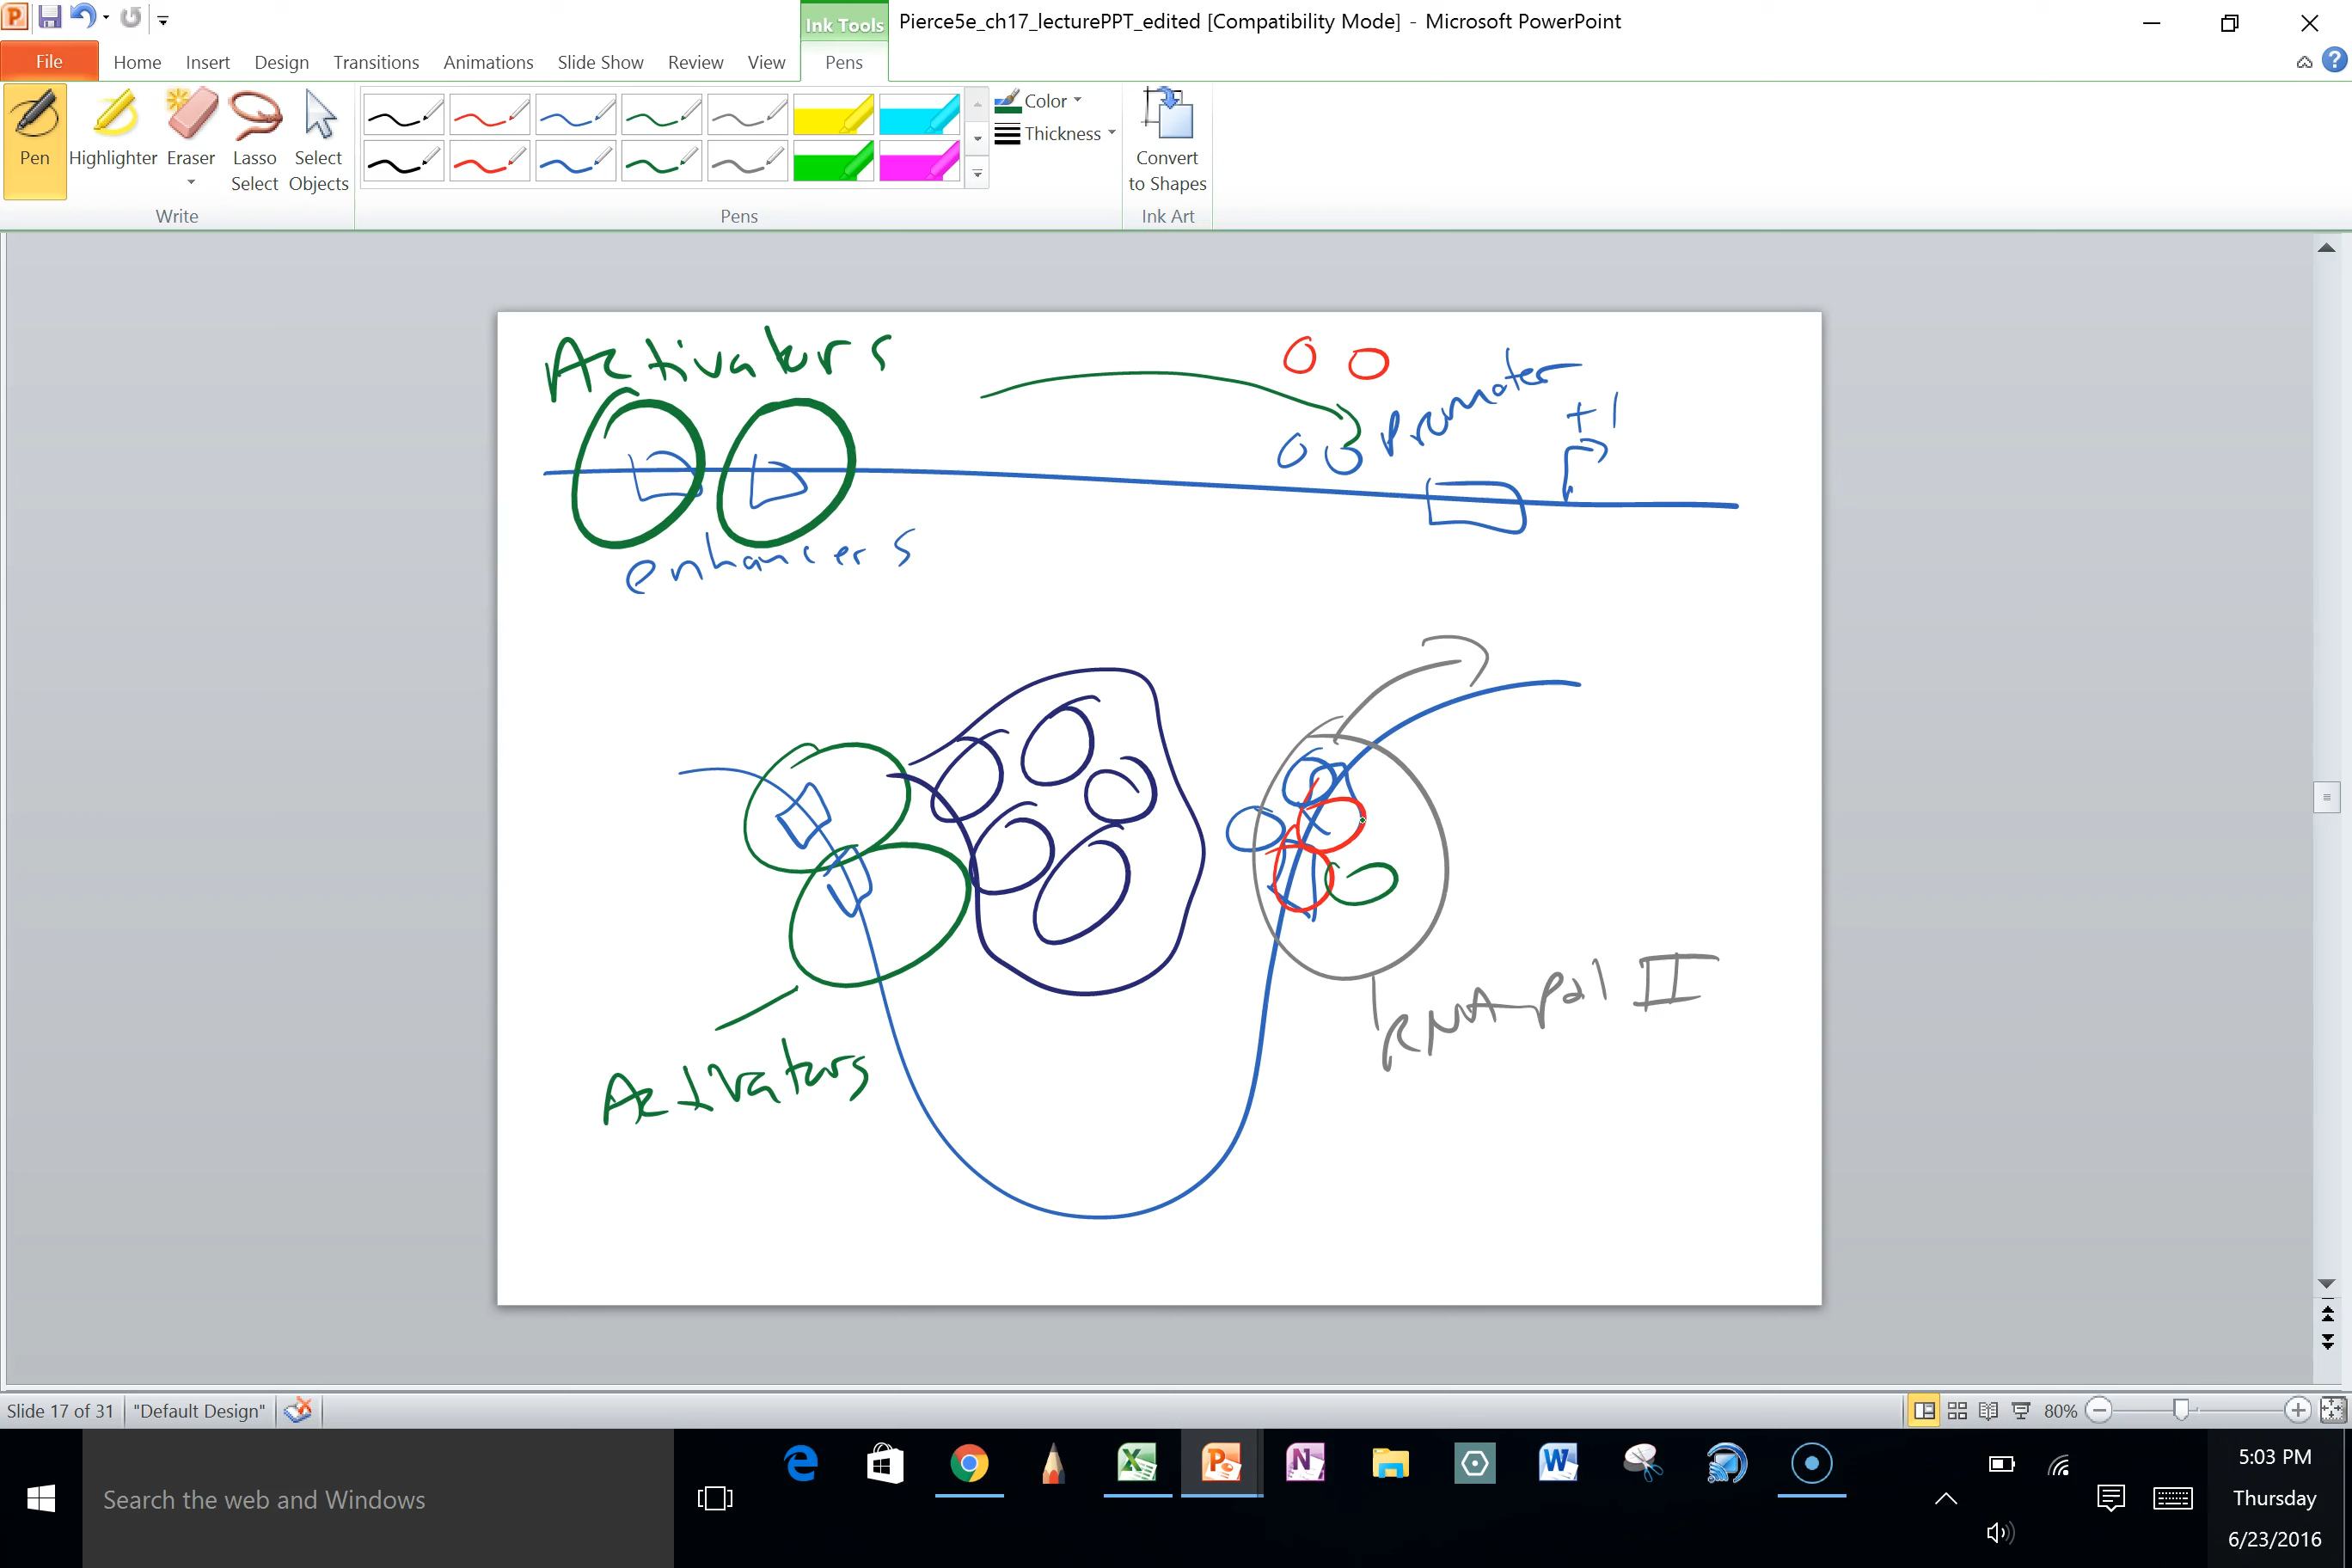 Ink Tools Pierce5e_ch17_lecturePPT_edited [Compatibility Mode] - Microsoft PowerPoint
File Home Insert Design Transitions Animations Slide Show Review View Pens
Color
Thickness
Pen Highlighter Eraser Lasso Select Select Objects Convert to Shapes
Write Pens Ink Art
Activators
Promoter
+1
enhancers
RNA pol II
Activators
Slide 17 of 31 "Default Design" 80%
5:03 PM
Search the web and Windows
Thursday
6/23/2016